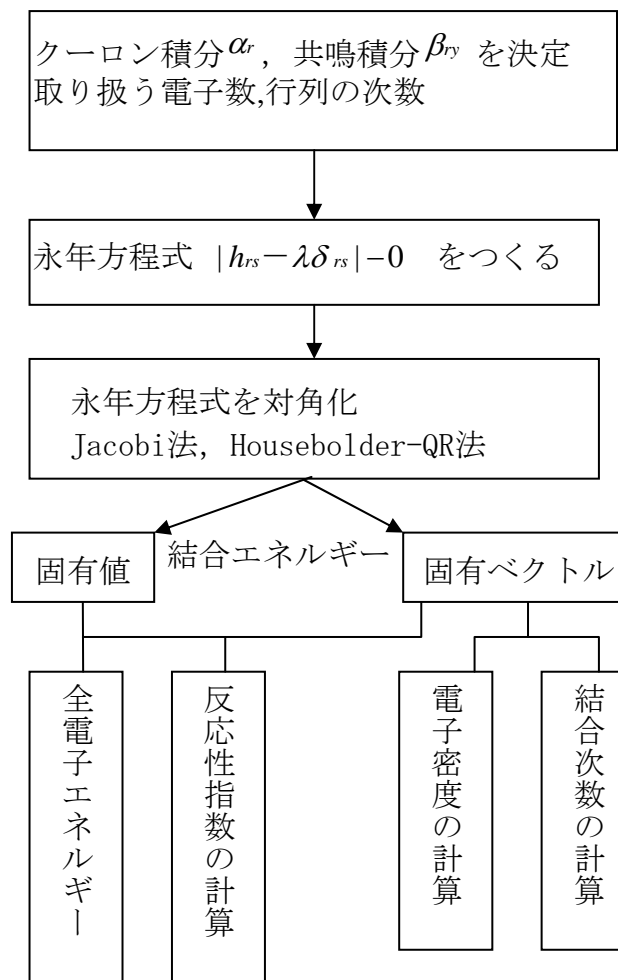 クーロン積分αr, 共鳴積分βry を決定
取り扱う電子数,行列の次数
永年方程式 |hrs−λδrs|−0 をつくる
永年方程式を対角化
Jacobi法, Housebolder-QR法
固有値
結合エネルギー
固有ベクトル
全電子エネルギー
反応性指数の計算
電子密度の計算
結合次数の計算